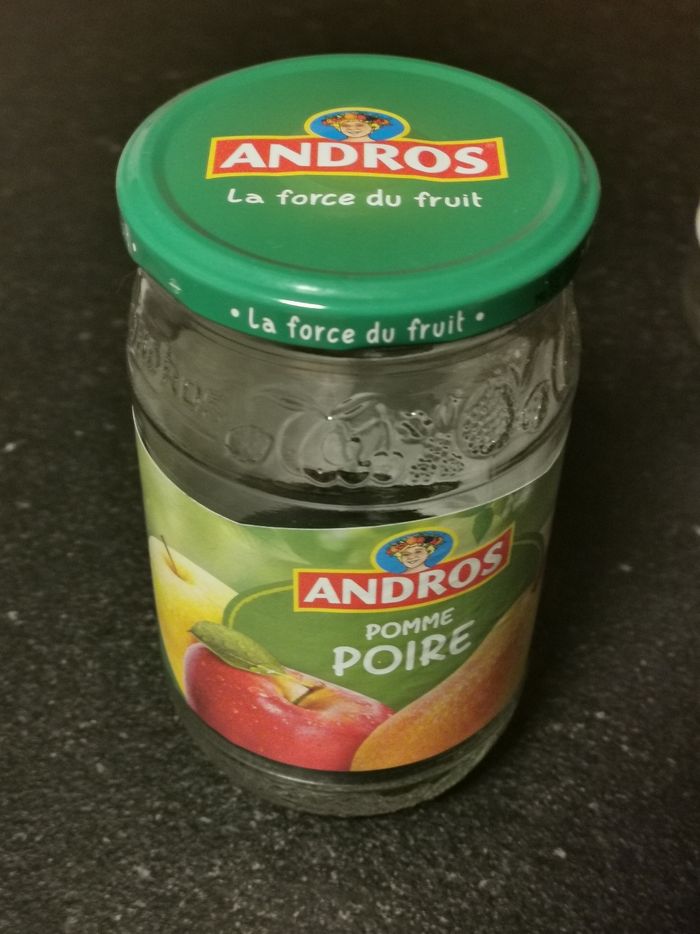 ANDROS
La force du fruit
• La force du fruit •
ANDROS
POMME
POIRE